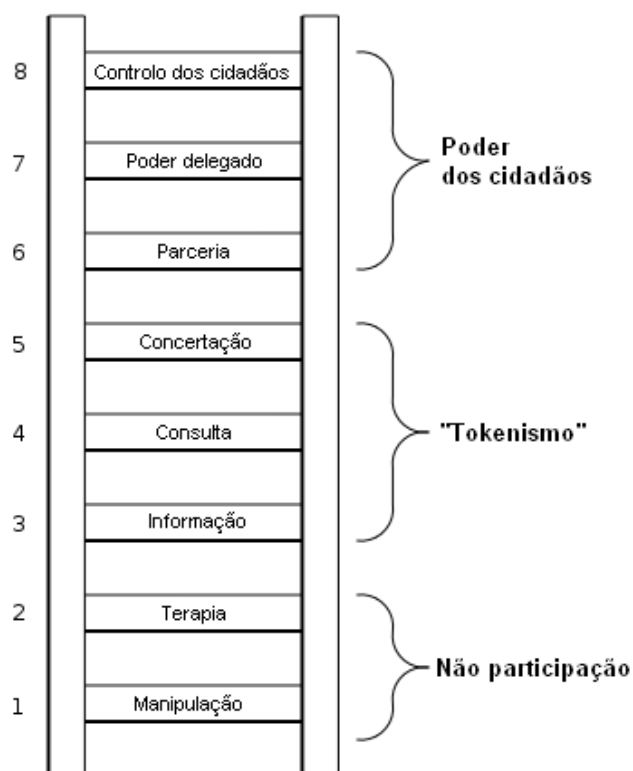 8 Controlo dos cidadãos
7 Poder delegado
Poder
dos cidadãos
6 Parceria
5 Concertação
4 Consulta
"Tokenismo"
3 Informação
2 Terapia
Não participação
1 Manipulação